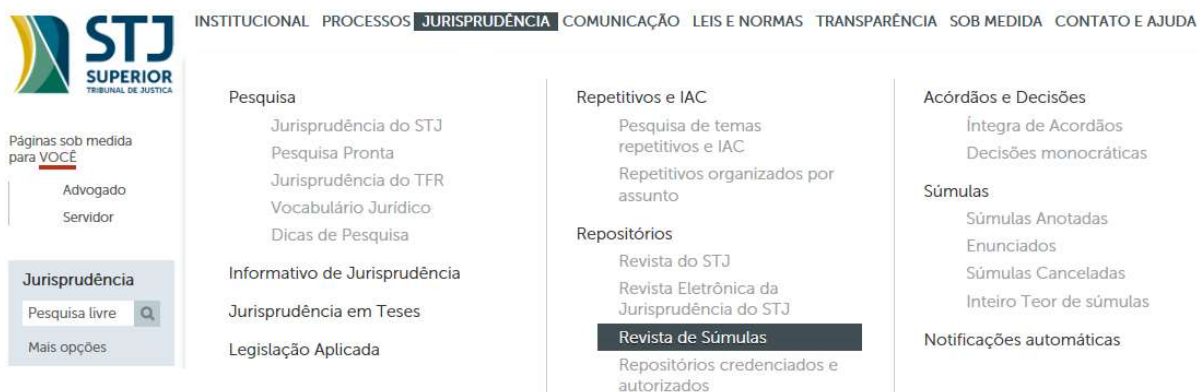 STJ
SUPERIOR
TRIBUNAL DE JUSTIÇA
INSTITUCIONAL PROCESSOS JURISPRUDÊNCIA COMUNICAÇÃO LEIS E NORMAS TRANSPARÊNCIA SOB MEDIDA CONTATO E AJUDA
Páginas sob medida
para VOCÊ
Advogado
Servidor
Jurisprudência
Pesquisa livre
Mais opções
Pesquisa
Jurisprudência do STJ
Pesquisa Pronta
Jurisprudência do TFR
Vocabulário Jurídico
Dicas de Pesquisa
Informativo de Jurisprudência
Jurisprudência em Teses
Legislação Aplicada
Repetitivos e IAC
Pesquisa de temas
repetitivos e IAC
Repetitivos organizados por
assunto
Repositórios
Revista do STJ
Revista Eletrônica da
Jurisprudência do STJ
Revista de Súmulas
Repositórios credenciados e
autorizados
Acórdãos e Decisões
Íntegra de Acordãos
Decisões monocráticas
Súmulas
Súmulas Anotadas
Enunciados
Súmulas Canceladas
Inteiro Teor de súmulas
Notificações automáticas